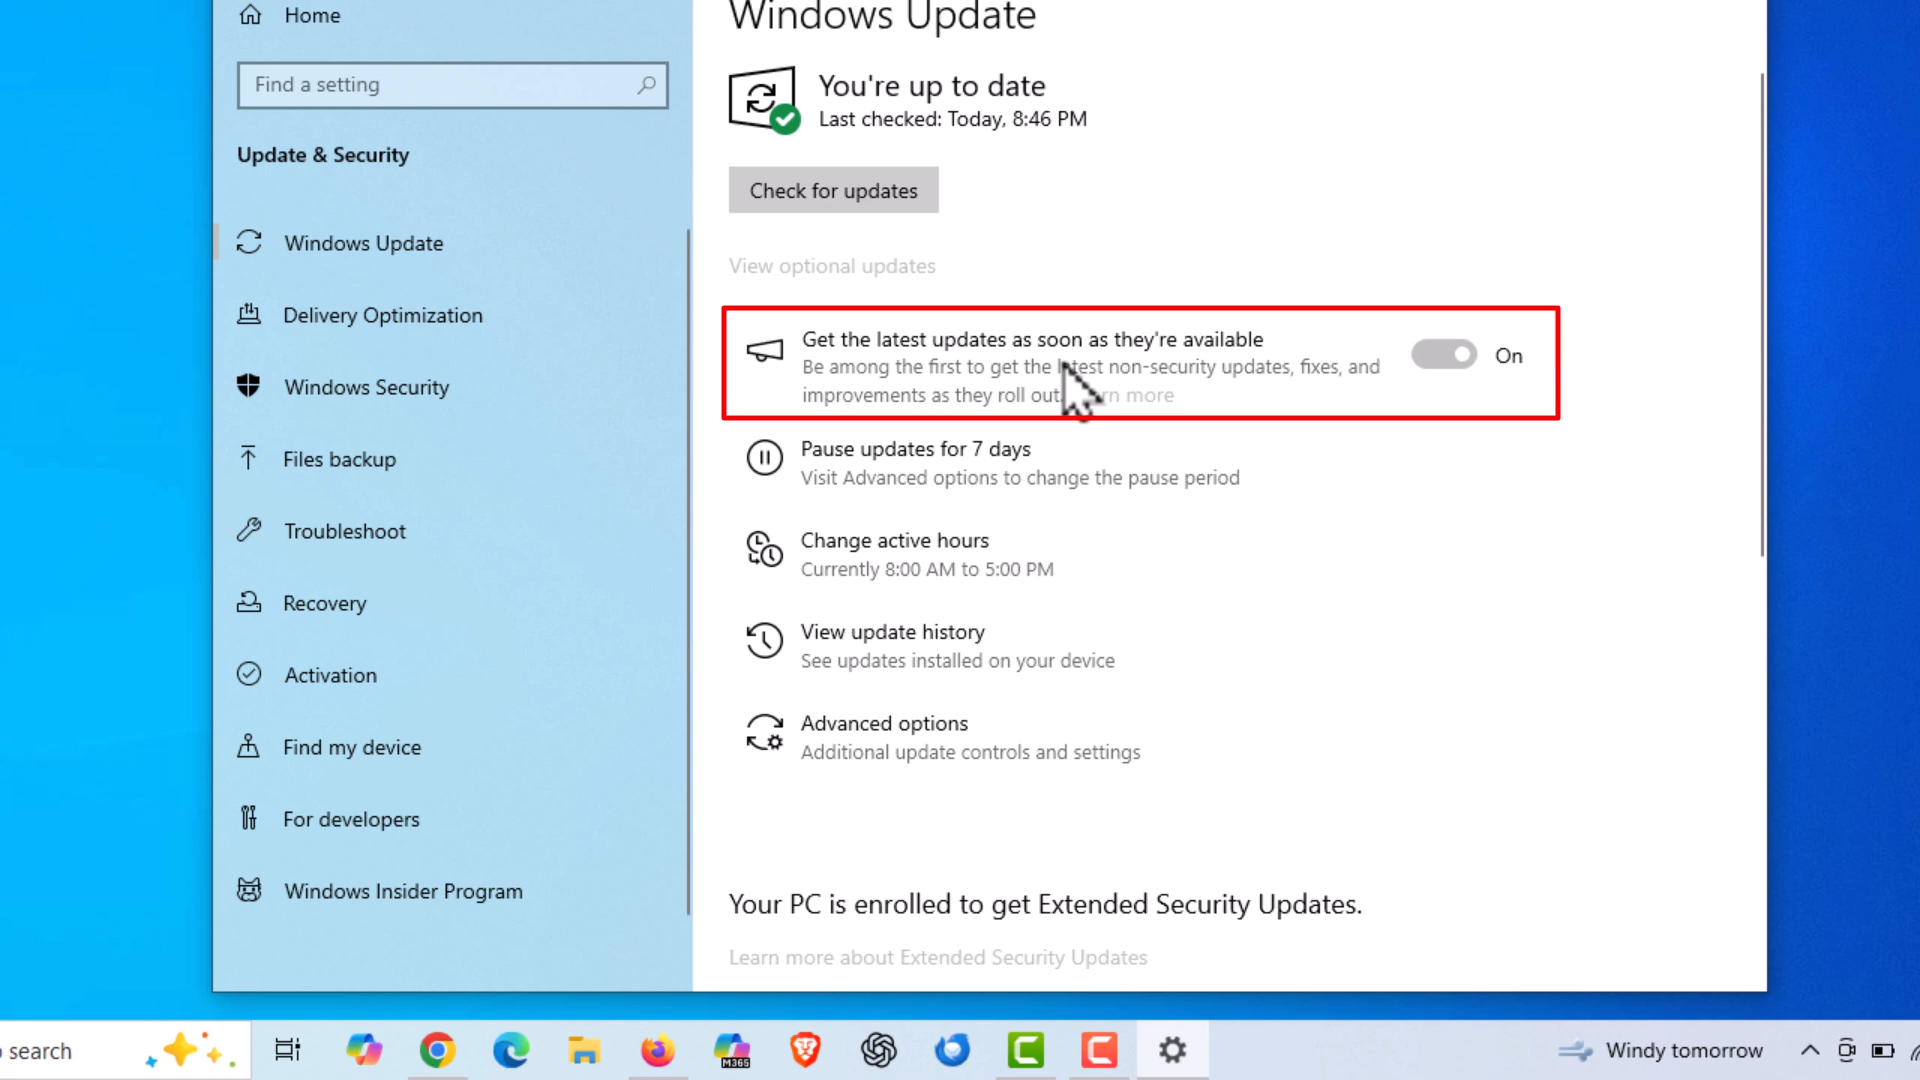 Home
Find a setting
Update & Security
Windows Update
Delivery Optimization
Windows Security
Files backup
Troubleshoot
Recovery
Activation
Find my device
For developers
Windows Insider Program
Windows Update
You're up to date
Last checked: Today, 8:46 PM
Check for updates
View optional updates
Get the latest updates as soon as they're available
On
Be among the first to get the latest non-security updates, fixes, and
improvements as they roll out. more
Pause updates for 7 days
Visit Advanced options to change the pause period
Change active hours
Currently 8:00 AM to 5:00 PM
View update history
See updates installed on your device
Advanced options
Additional update controls and settings
Your PC is enrolled to get Extended Security Updates.
Learn more about Extended Security Updates
search
M365
Windy tomorrow